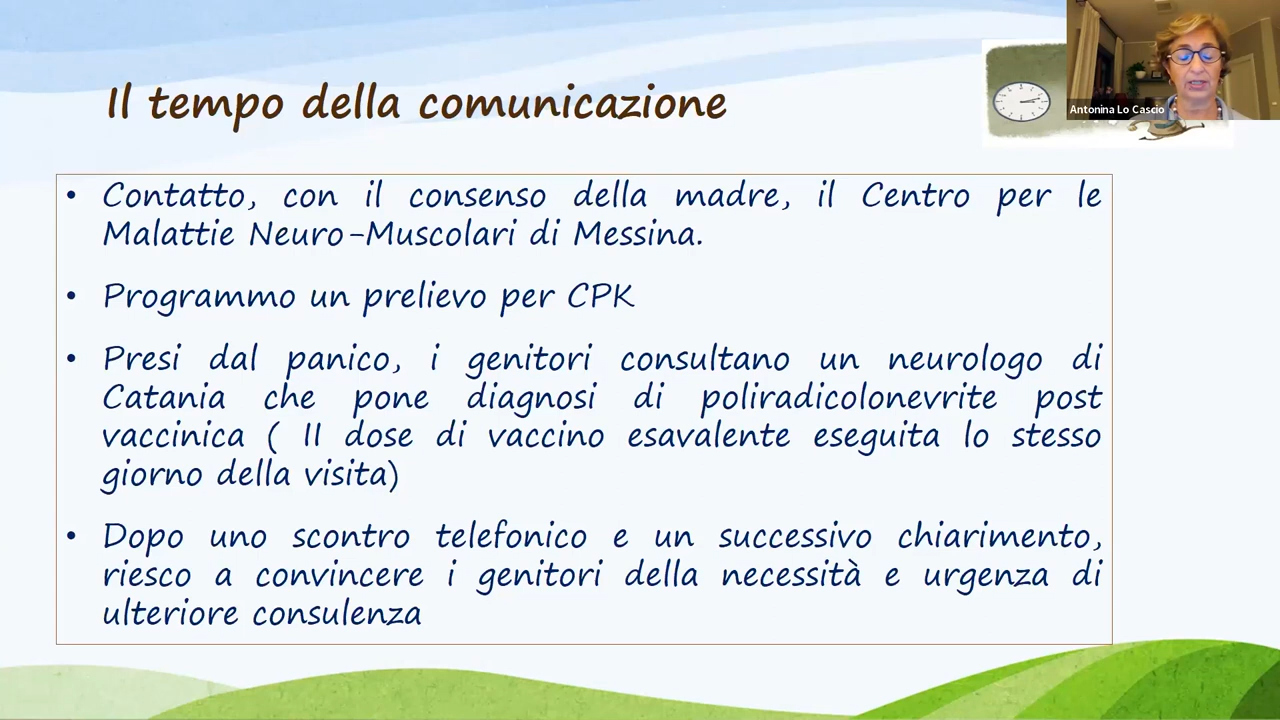 Il tempo della comunicazione
Antonina Lo Cascio
• Contatto, con il consenso della madre, il Centro per le
Malattie Neuro-Muscolari di Messina.
• Programmo un prelievo per CPK
• Presi dal panico, i genitori consultano un neurologo di
Catania che pone diagnosi di poliradicolonevrite post
vaccinica ( II dose di vaccino esavalente eseguita lo stesso
giorno della visita)
• Dopo uno scontro telefonico e un successivo chiarimento,
riesco a convincere i genitori della necessità e urgenza di
ulteriore consulenza